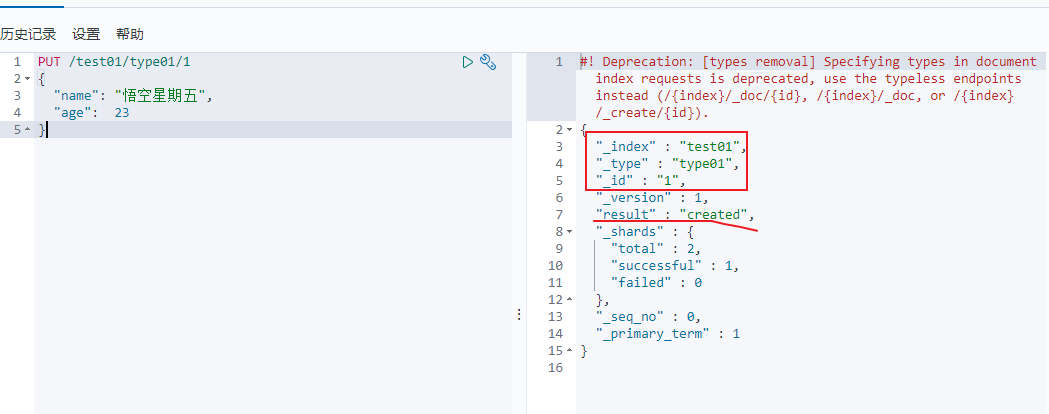 历史记录 设置 帮助
1 PUT /test01/type01/1
2 {
3 "name": "悟空星期五",
4 "age": 23
5 }
1 #! Deprecation: [types removal] Specifying types in document
index requests is deprecated, use the typeless endpoints
instead (/{index}/_doc/{id}, /{index}/_doc, or /{index}
/_create/{id}).
2 {
3 "_index" : "test01",
4 "_type" : "type01",
5 "_id" : "1",
6 "_version" : 1,
7 "result" : "created",
8 "_shards" : {
9 "total" : 2,
10 "successful" : 1,
11 "failed" : 0
12 },
13 "_seq_no" : 0,
14 "_primary_term" : 1
15 }
16